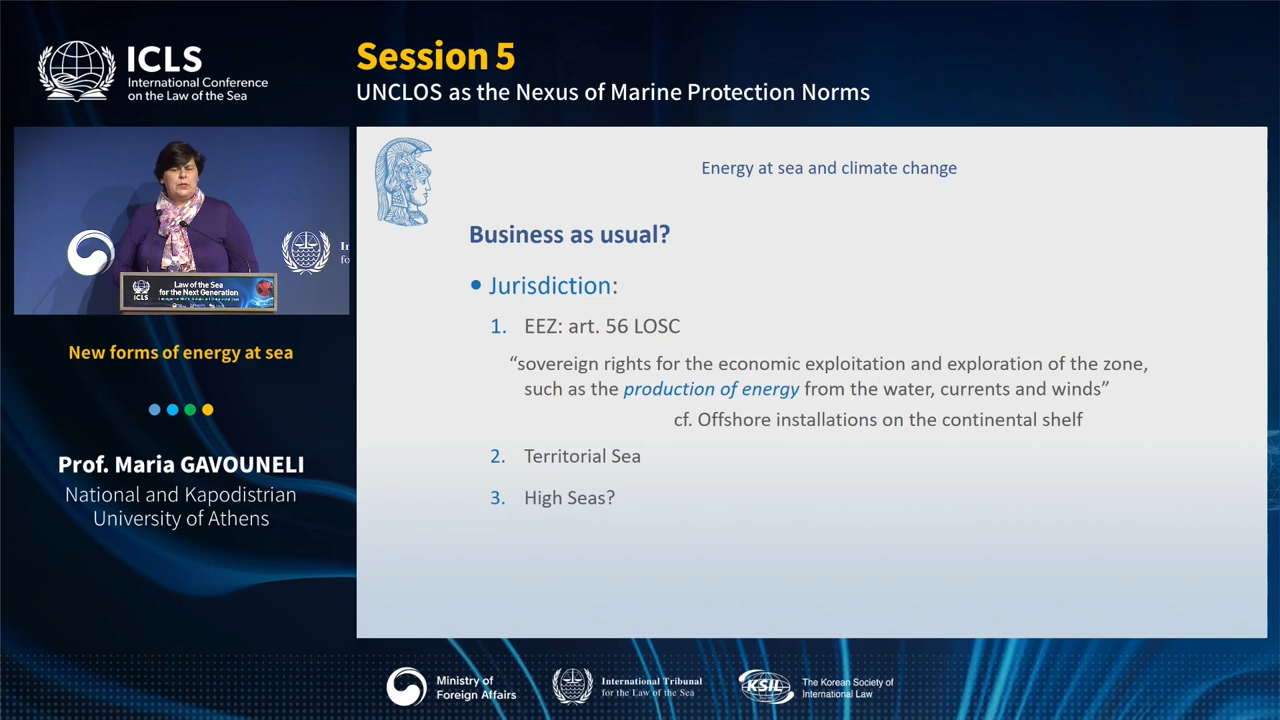 ICLS
International Conference
on the Law of the Sea
Session 5
UNCLOS as the Nexus of Marine Protection Norms
ICLS
Law of the Sea
for the Next Generation
New forms of energy at sea
Prof. Maria GAVOUNELI
National and Kapodistrian
University of Athens
Energy at sea and climate change
Business as usual?
• Jurisdiction:
1. EEZ: art. 56 LOSC
“sovereign rights for the economic exploitation and exploration of the zone,
such as the production of energy from the water, currents and winds”
cf. Offshore installations on the continental shelf
2. Territorial Sea
3. High Seas?
Ministry of
Foreign Affairs
International Tribunal
for the Law of the Sea
KSIL
The Korean Society of
International Law